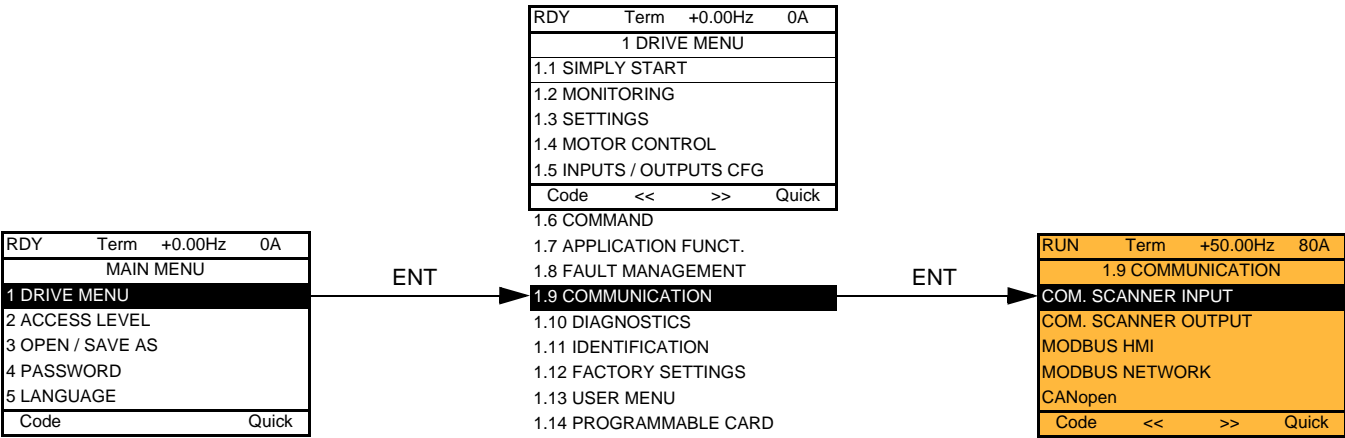 RDY Term +0.00Hz 0A
1 DRIVE MENU
1.1 SIMPLY START
1.2 MONITORING
1.3 SETTINGS
1.4 MOTOR CONTROL
1.5 INPUTS / OUTPUTS CFG
Code << >> Quick
1.6 COMMAND
1.7 APPLICATION FUNCT.
1.8 FAULT MANAGEMENT
1.9 COMMUNICATION
1.10 DIAGNOSTICS
1.11 IDENTIFICATION
1.12 FACTORY SETTINGS
1.13 USER MENU
1.14 PROGRAMMABLE CARD
RDY Term +0.00Hz 0A
MAIN MENU
1 DRIVE MENU
2 ACCESS LEVEL
3 OPEN / SAVE AS
4 PASSWORD
5 LANGUAGE
Code Quick
ENT
ENT
RUN Term +50.00Hz 80A
1.9 COMMUNICATION
COM. SCANNER INPUT
COM. SCANNER OUTPUT
MODBUS HMI
MODBUS NETWORK
CANopen
Code << >> Quick